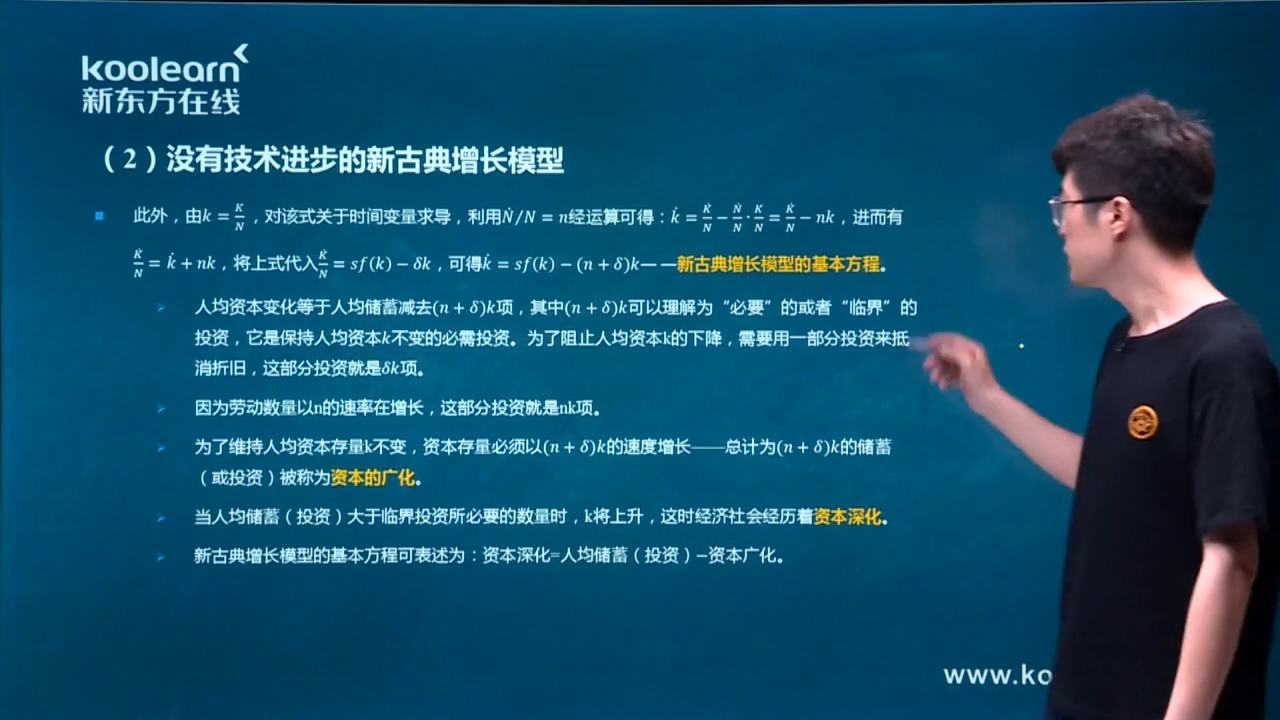 koolearn
新东方在线
（2）没有技术进步的新古典增长模型
此外，由k = K/N，对该式关于时间变量求导，利用Ṅ/N = n经运算可得：k̇ = K̇/N − Ṅ/N · K/N = K̇/N − nk，进而有
K̇/N = k̇ + nk，将上式代入K̇/N = sf(k) − δk，可得k̇ = sf(k) − (n + δ)k— —新古典增长模型的基本方程。
人均资本变化等于人均储蓄减去(n + δ)k项，其中(n + δ)k可以理解为“必要”的或者“临界”的
投资，它是保持人均资本k不变的必需投资。为了阻止人均资本k的下降，需要用一部分投资来抵
消折旧，这部分投资就是δk项。
因为劳动数量以n的速率在增长，这部分投资就是nk项。
为了维持人均资本存量k不变，资本存量必须以(n + δ)k的速度增长——总计为(n + δ)k的储蓄
（或投资）被称为资本的广化。
当人均储蓄（投资）大于临界投资所必要的数量时，k将上升，这时经济社会会经历着资本深化。
新古典增长模型的基本方程可表述为：资本深化=人均储蓄（投资）−资本广化。
www.ko